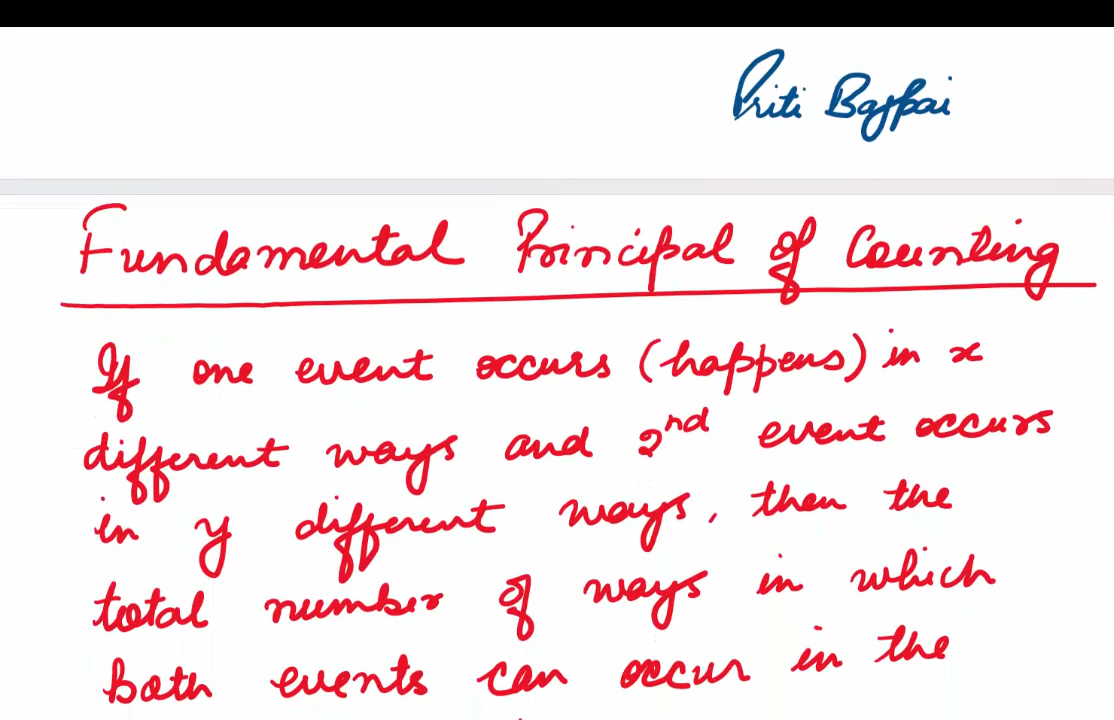 Priti Bajpai
Fundamental Principal of Counting
If one event occurs (happens) in x
different ways and 2nd event occurs
in y different ways, then the
total number of ways in which
both events can occur in the